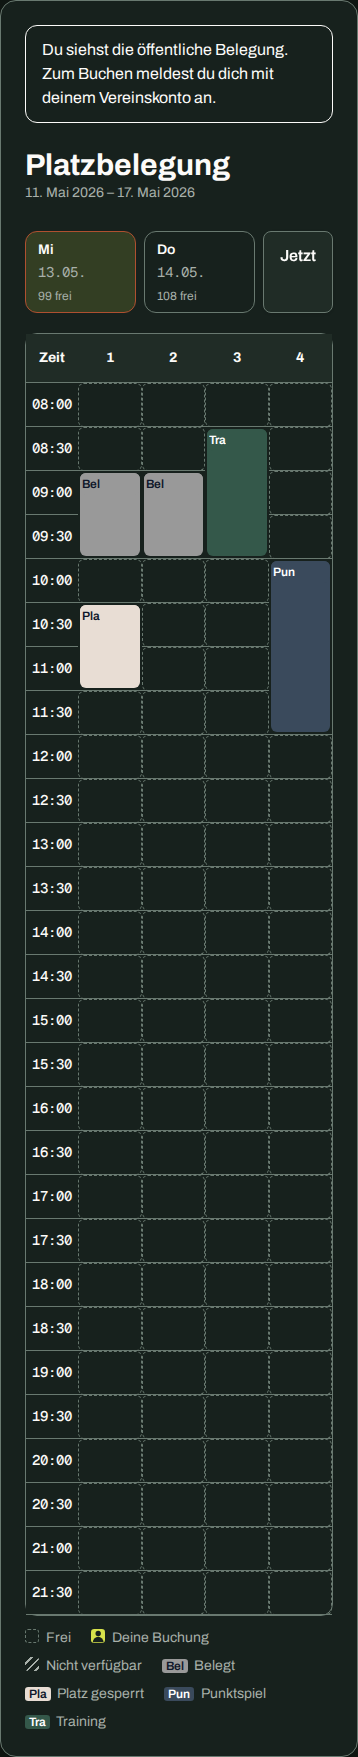 Du siehst die öffentliche Belegung.
Zum Buchen meldest du dich mit
deinem Vereinskonto an.
Platzbelegung
11. Mai 2026 – 17. Mai 2026
Mi
13.05.
99 frei
Do
14.05.
108 frei
Jetzt
Zeit 1 2 3 4
08:00
08:30 Tra
09:00 Bel Bel
09:30
10:00 Pun
10:30 Pla
11:00
11:30
12:00
12:30
13:00
13:30
14:00
14:30
15:00
15:30
16:00
16:30
17:00
17:30
18:00
18:30
19:00
19:30
20:00
20:30
21:00
21:30
Frei Deine Buchung
Nicht verfügbar Bel Belegt
Pla Platz gesperrt Pun Punktspiel
Tra Training